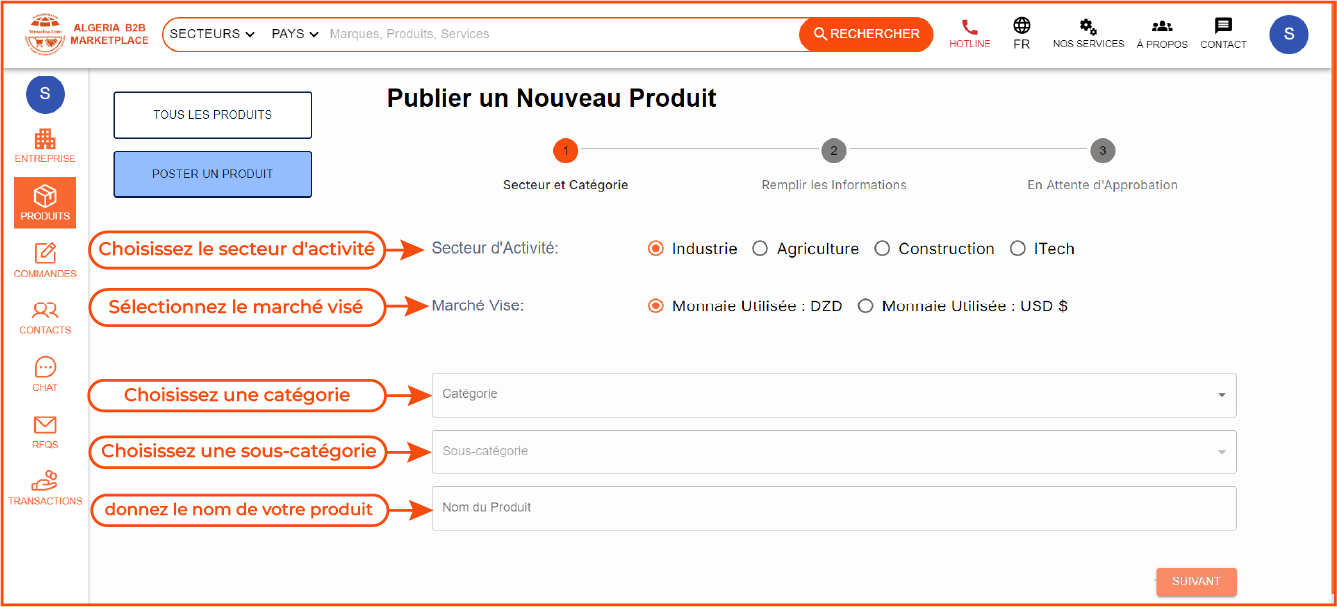 ALGERIA B2B
MARKETPLACE
SECTEURS
PAYS
Marques, Produits, Services
RECHERCHER
HOTLINE
FR
NOS SERVICES
À PROPOS
CONTACT
S
S
ENTREPRISE
PRODUITS
COMMANDES
CONTACTS
CHAT
RFQS
TRANSACTIONS
TOUS LES PRODUITS
POSTER UN PRODUIT
Publier un Nouveau Produit
1
2
3
Secteur et Catégorie
Remplir les Informations
En Attente d'Approbation
Choisissez le secteur d'activité
Secteur d'Activité:
Industrie
Agriculture
Construction
ITech
Sélectionnez le marché visé
Marché Vise:
Monnaie Utilisée : DZD
Monnaie Utilisée : USD $
Choisissez une catégorie
Catégorie
Choisissez une sous-catégorie
Sous-catégorie
donnez le nom de votre produit
Nom du Produit
SUIVANT